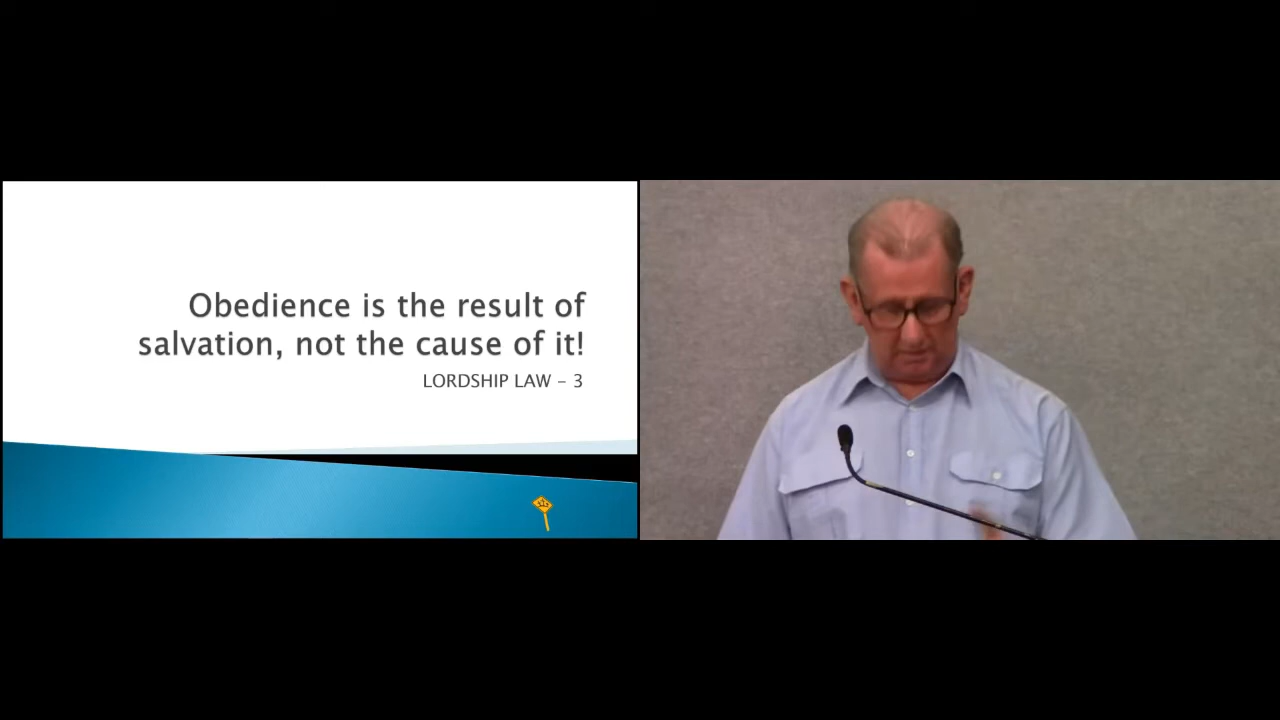 Obedience is the result of
salvation, not the cause of it!
LORDSHIP LAW – 3